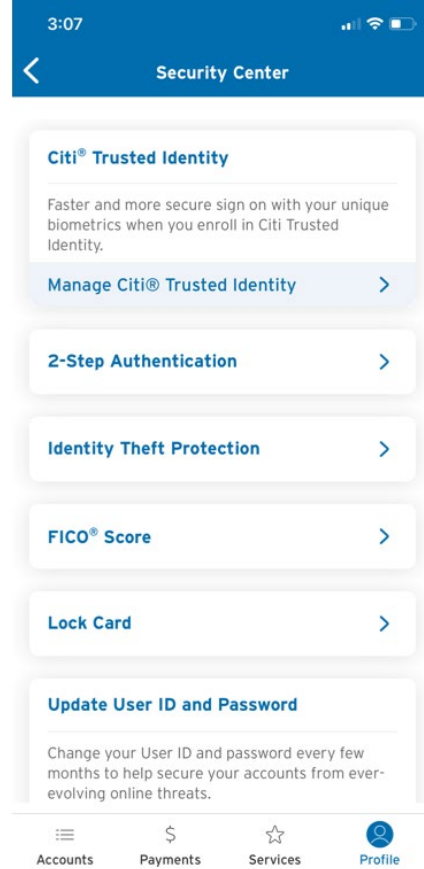 3:07
Security Center
Citi® Trusted Identity
Faster and more secure sign on with your unique
biometrics when you enroll in Citi Trusted
Identity.
Manage Citi® Trusted Identity
2-Step Authentication
Identity Theft Protection
FICO® Score
Lock Card
Update User ID and Password
Change your User ID and password every few
months to help secure your accounts from ever-
evolving online threats.
Accounts Payments Services Profile